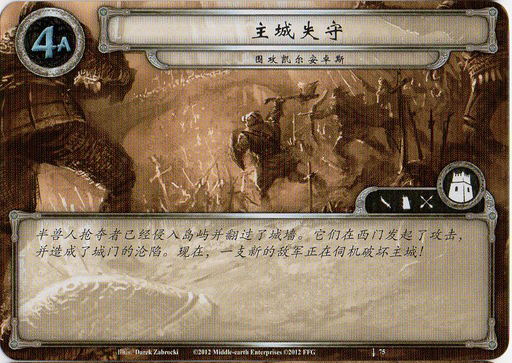 4A
主城失守
围攻凯尔安卓斯
半兽人抢夺者已经侵入岛屿并翻过了城墙。它们在西门发起了攻击,
并造成了城门的沦陷。现在,一支新的敌军正在伺机破坏主城!
Illus. Darek Zabrocki ©2012 Middle-earth Enterprises ©2012 FFG 75